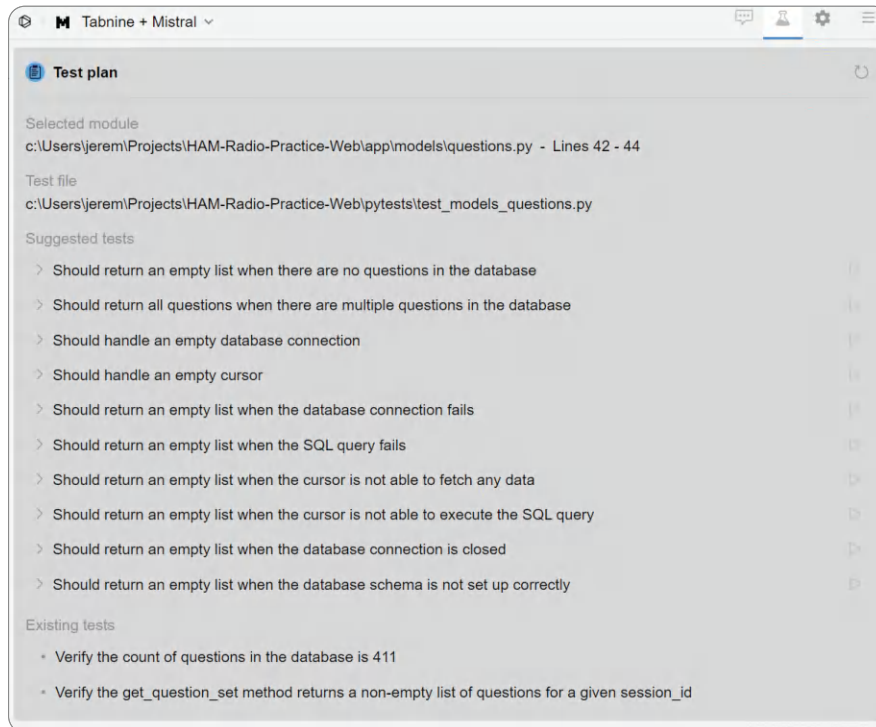 Tabnine + Mistral
Test plan
Selected module
c:\Users\jerem\Projects\HAM-Radio-Practice-Web\app\models\questions.py - Lines 42 - 44
Test file
c:\Users\jerem\Projects\HAM-Radio-Practice-Web\pytests\test_models_questions.py
Suggested tests
Should return an empty list when there are no questions in the database
Should return all questions when there are multiple questions in the database
Should handle an empty database connection
Should handle an empty cursor
Should return an empty list when the database connection fails
Should return an empty list when the SQL query fails
Should return an empty list when the cursor is not able to fetch any data
Should return an empty list when the cursor is not able to execute the SQL query
Should return an empty list when the database connection is closed
Should return an empty list when the database schema is not set up correctly
Existing tests
• Verify the count of questions in the database is 411
• Verify the get_question_set method returns a non-empty list of questions for a given session_id